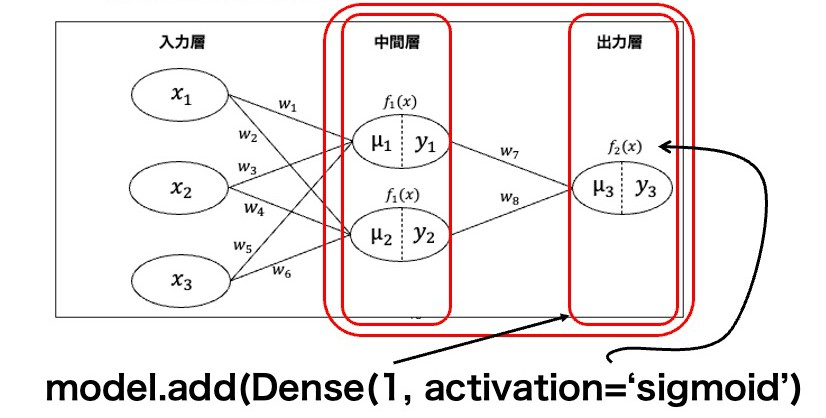 入力層 中間層 出力層
x₁ w₁ f₁(x)
w₂ μ₁ y₁ w₇ f₂(x)
x₂ w₃ f₁(x) μ₃ y₃
w₄ μ₂ y₂ w₈
w₅
x₃ w₆
model.add(Dense(1, activation=‘sigmoid’)